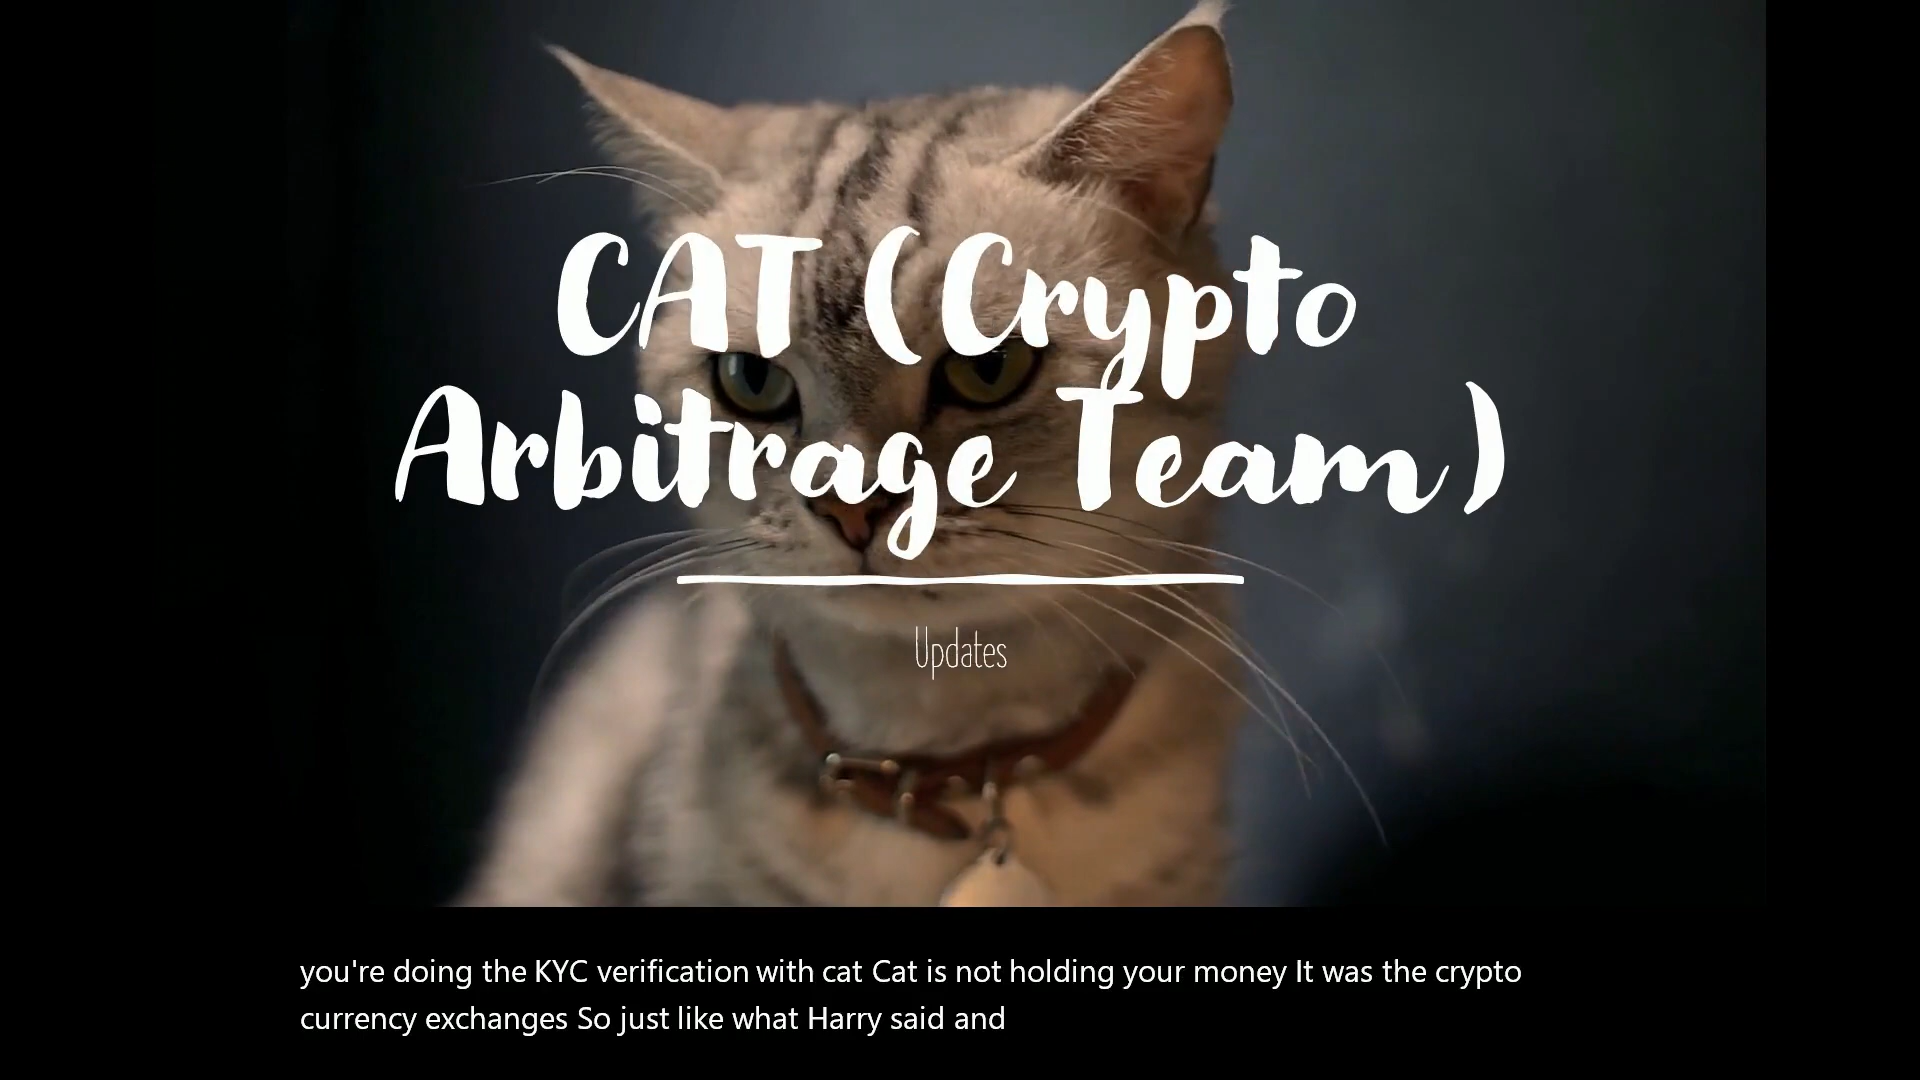 CAT (Crypto
Arbitrage Team)
Updates
you're doing the KYC verification with cat Cat is not holding your money It was the crypto
currency exchanges So just like what Harry said and